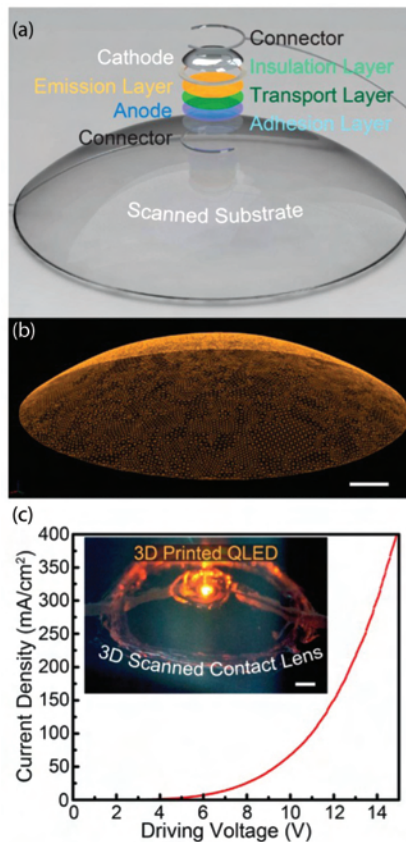 (a)
Connector
Cathode
Insulation Layer
Emission Layer
Transport Layer
Anode
Adhesion Layer
Connector
Scanned Substrate
(b)
(c)
400
350
300
250
200
150
100
50
0
Current Density (mA/cm²)
3D Printed QLED
3D Scanned Contact Lens
0 2 4 6 8 10 12 14
Driving Voltage (V)